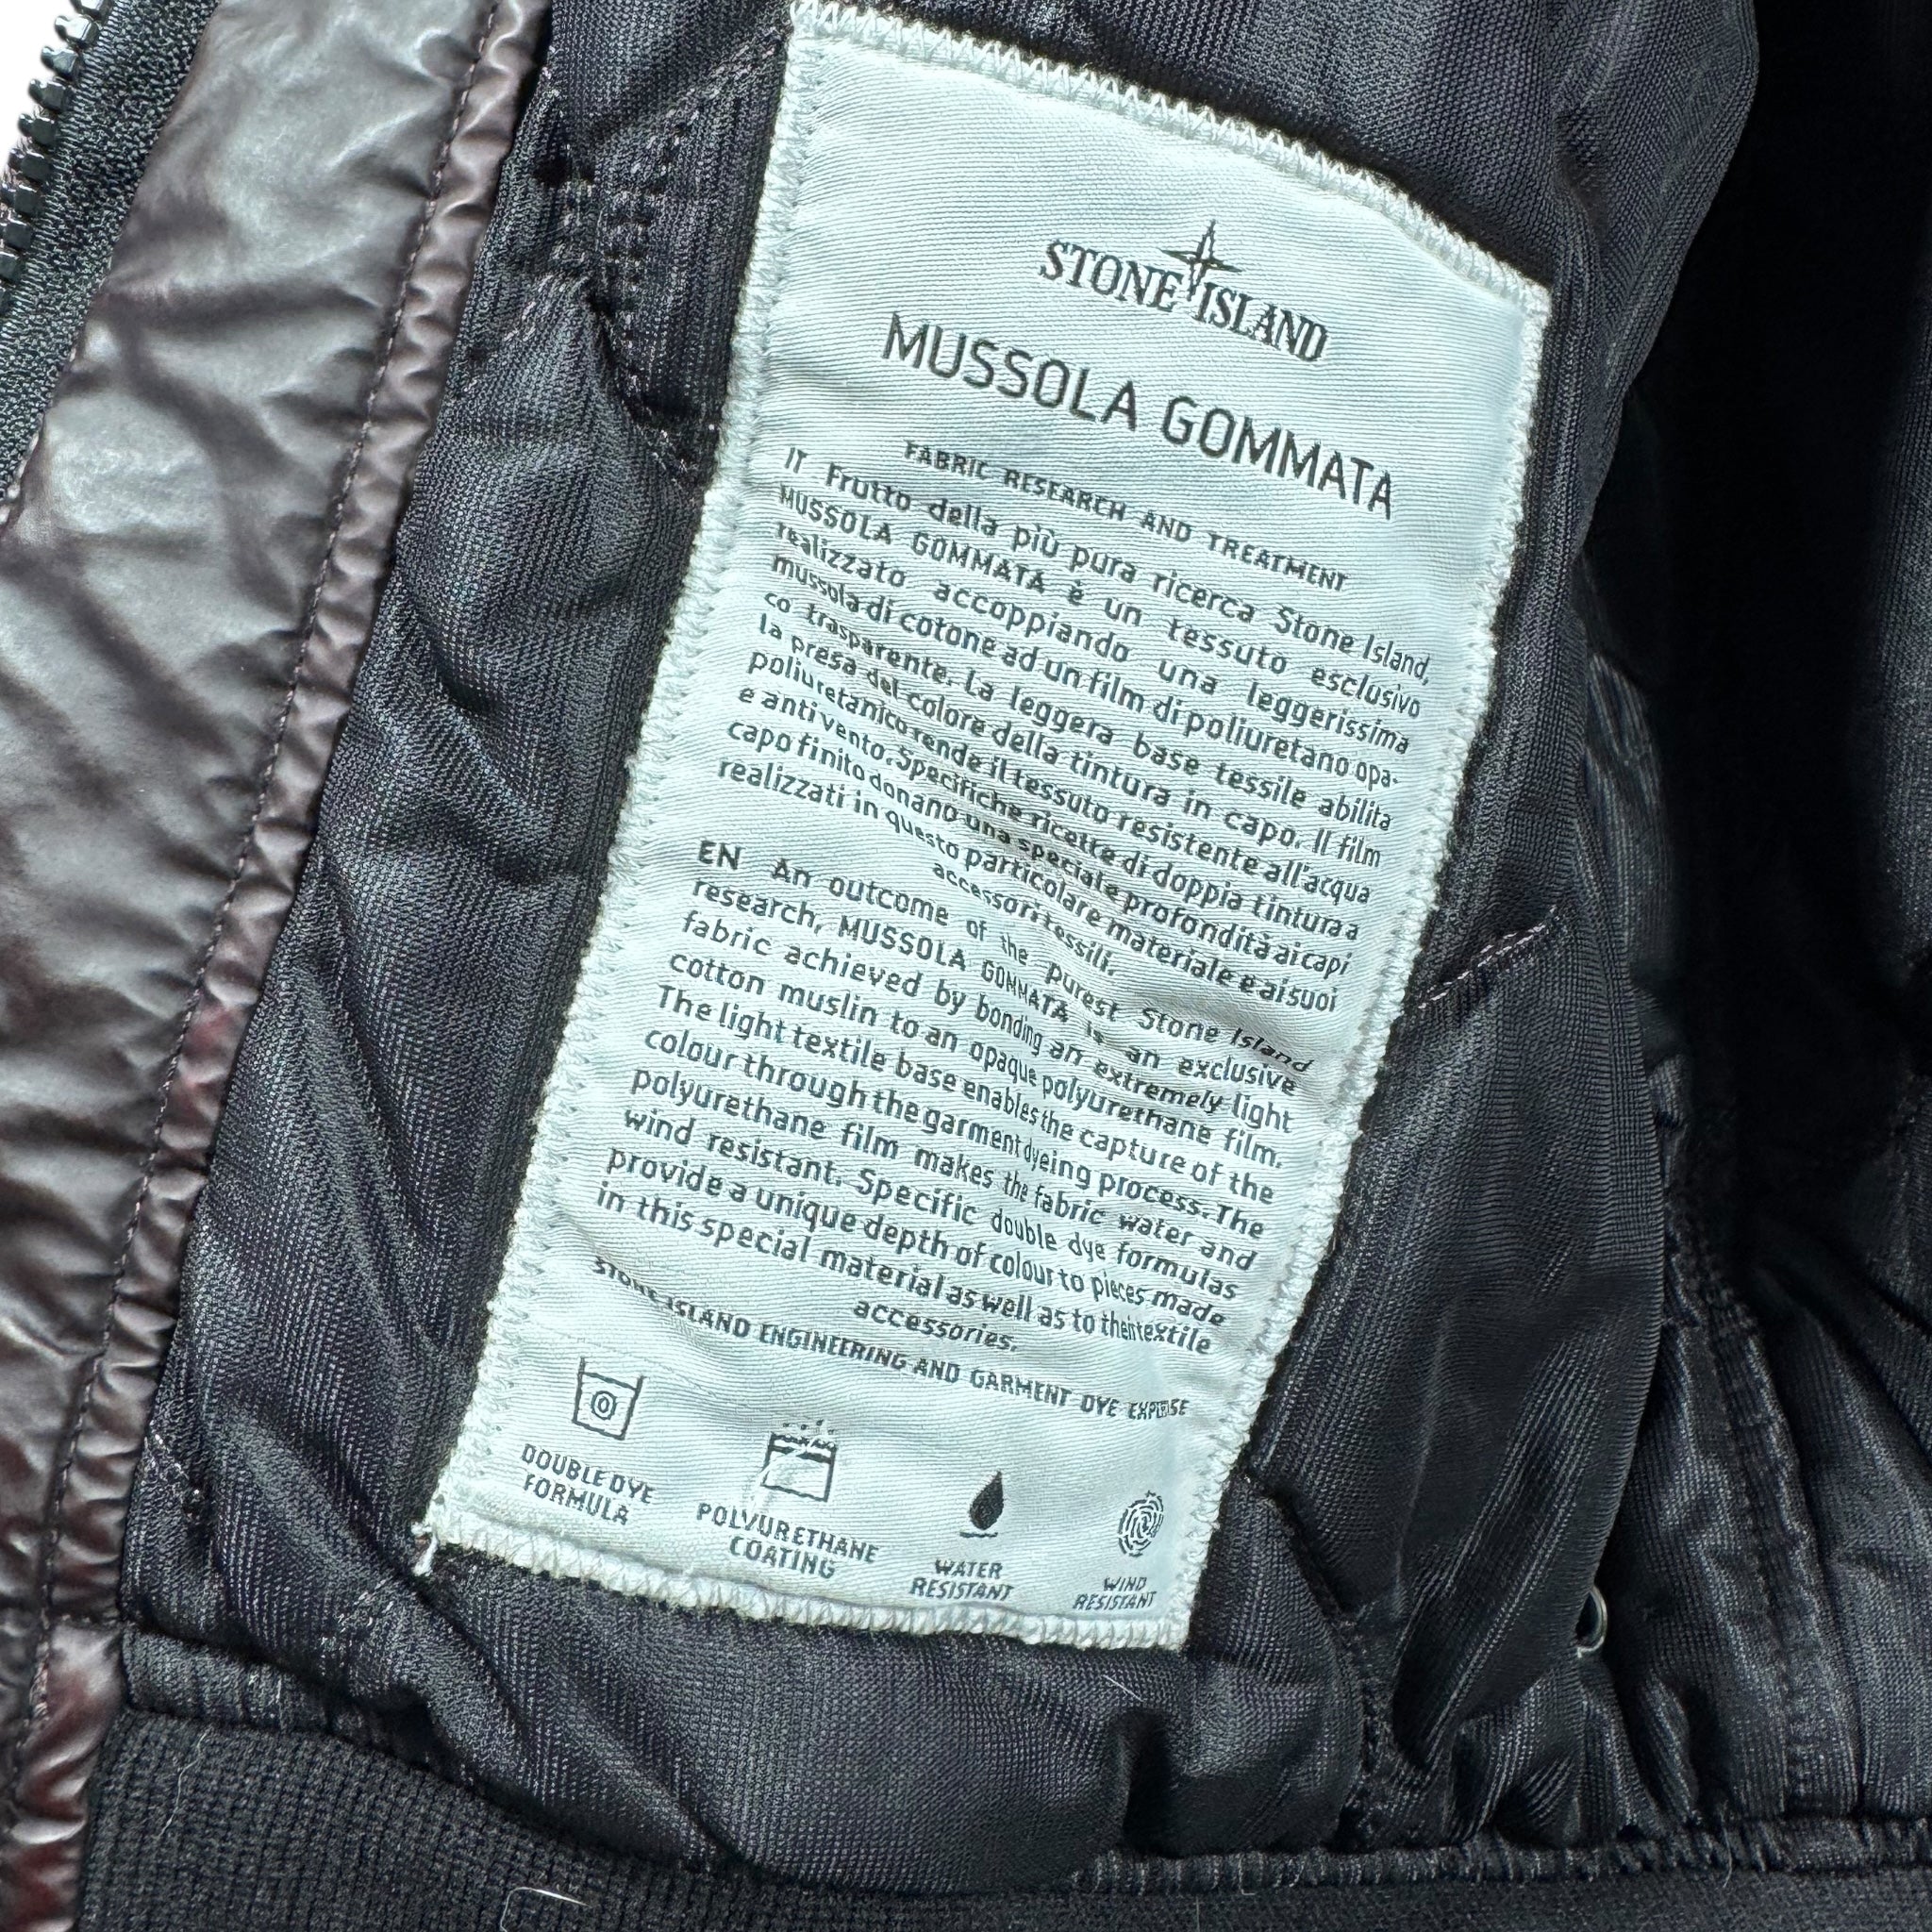 STONE ISLAND
MUSSOLA GOMMATA
FABRIC RESEARCH AND TREATMENT
IT Frutto della più pura ricerca Stone Island,
MUSSOLA GOMMATA è un tessuto esclusivo
realizzato accoppiando una leggerissima
mussola di cotone ad un film di poliuretano opa-
co trasparente. La leggera base tessile abilita
la presa del colore della tintura in capo. Il film
poliuretanico rende il tessuto resistente all'acqua
e anti vento. Specifiche ricette di doppia tintura a
capo finito donano una speciale profondità ai capi
realizzati in questo particolare materiale e ai suoi
accessori tessili.
EN An outcome of the purest Stone Island
research, MUSSOLA GOMMATA is an exclusive
fabric achieved by bonding an extremely light
cotton muslin to an opaque polyurethane film.
The light textile base enables the capture of the
colour through the garment dyeing process. The
polyurethane film makes the fabric water and
wind resistant. Specific double dye formulas
provide a unique depth of colour to pieces made
in this special material as well as to their textile
accessories.
STONE ISLAND ENGINEERING AND GARMENT DYE EXPERTISE
DOUBLE DYE
FORMULA
POLYURETHANE
COATING
WATER
RESISTANT
WIND
RESISTANT